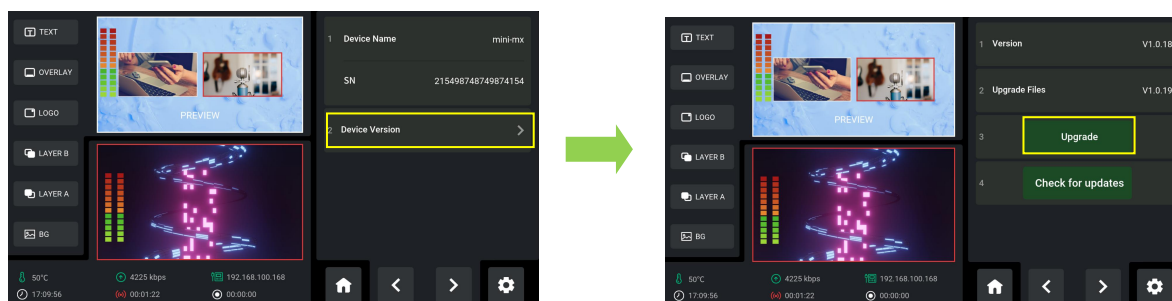 TEXT
OVERLAY
LOGO
LAYER B
LAYER A
BG
PREVIEW
1 Device Name mini-mx
SN 215498748749874154
2 Device Version
50°C 4225 kbps 192.168.100.168
17:09:56 00:01:22 00:00:00
TEXT
OVERLAY
LOGO
LAYER B
LAYER A
BG
PREVIEW
1 Version V1.0.18
2 Upgrade Files V1.0.19
3 Upgrade
4 Check for updates
50°C 4225 kbps 192.168.100.168
17:09:56 00:01:22 00:00:00